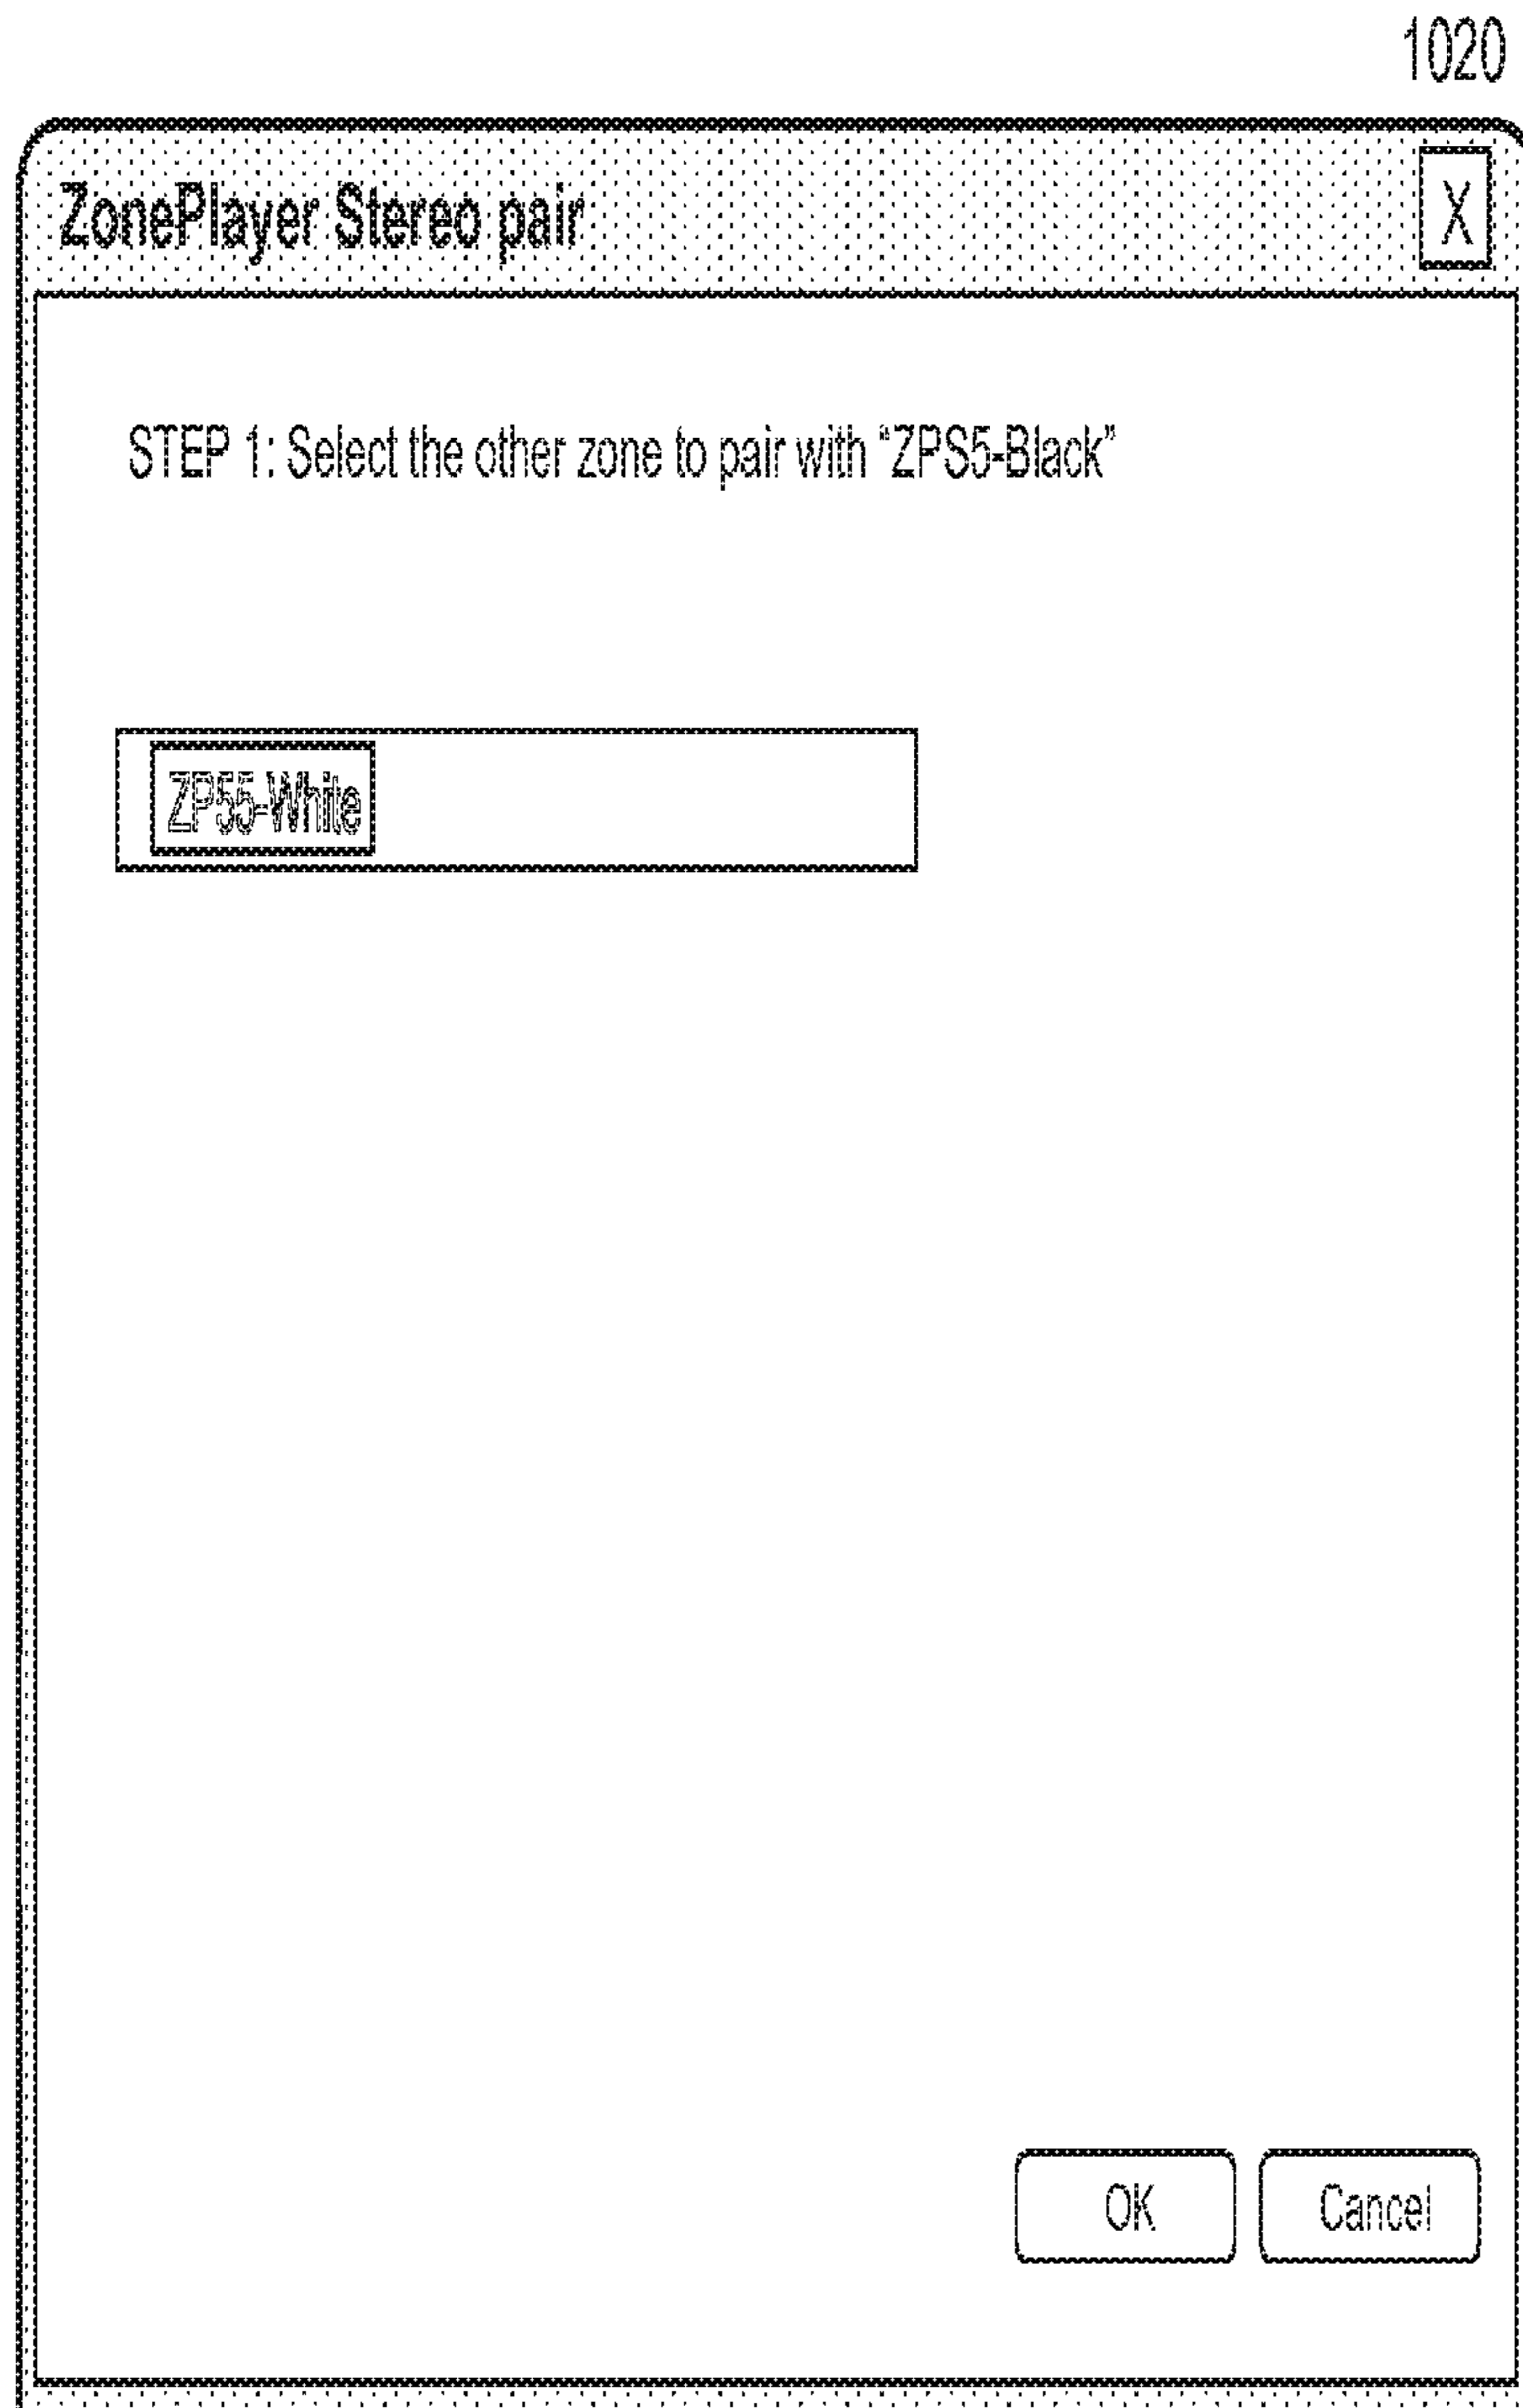 1020
ZonePlayer Stereo pair
X
STEP 1: Select the other zone to pair with "ZPS5-Black”
ZP55-White
OK
Cancel